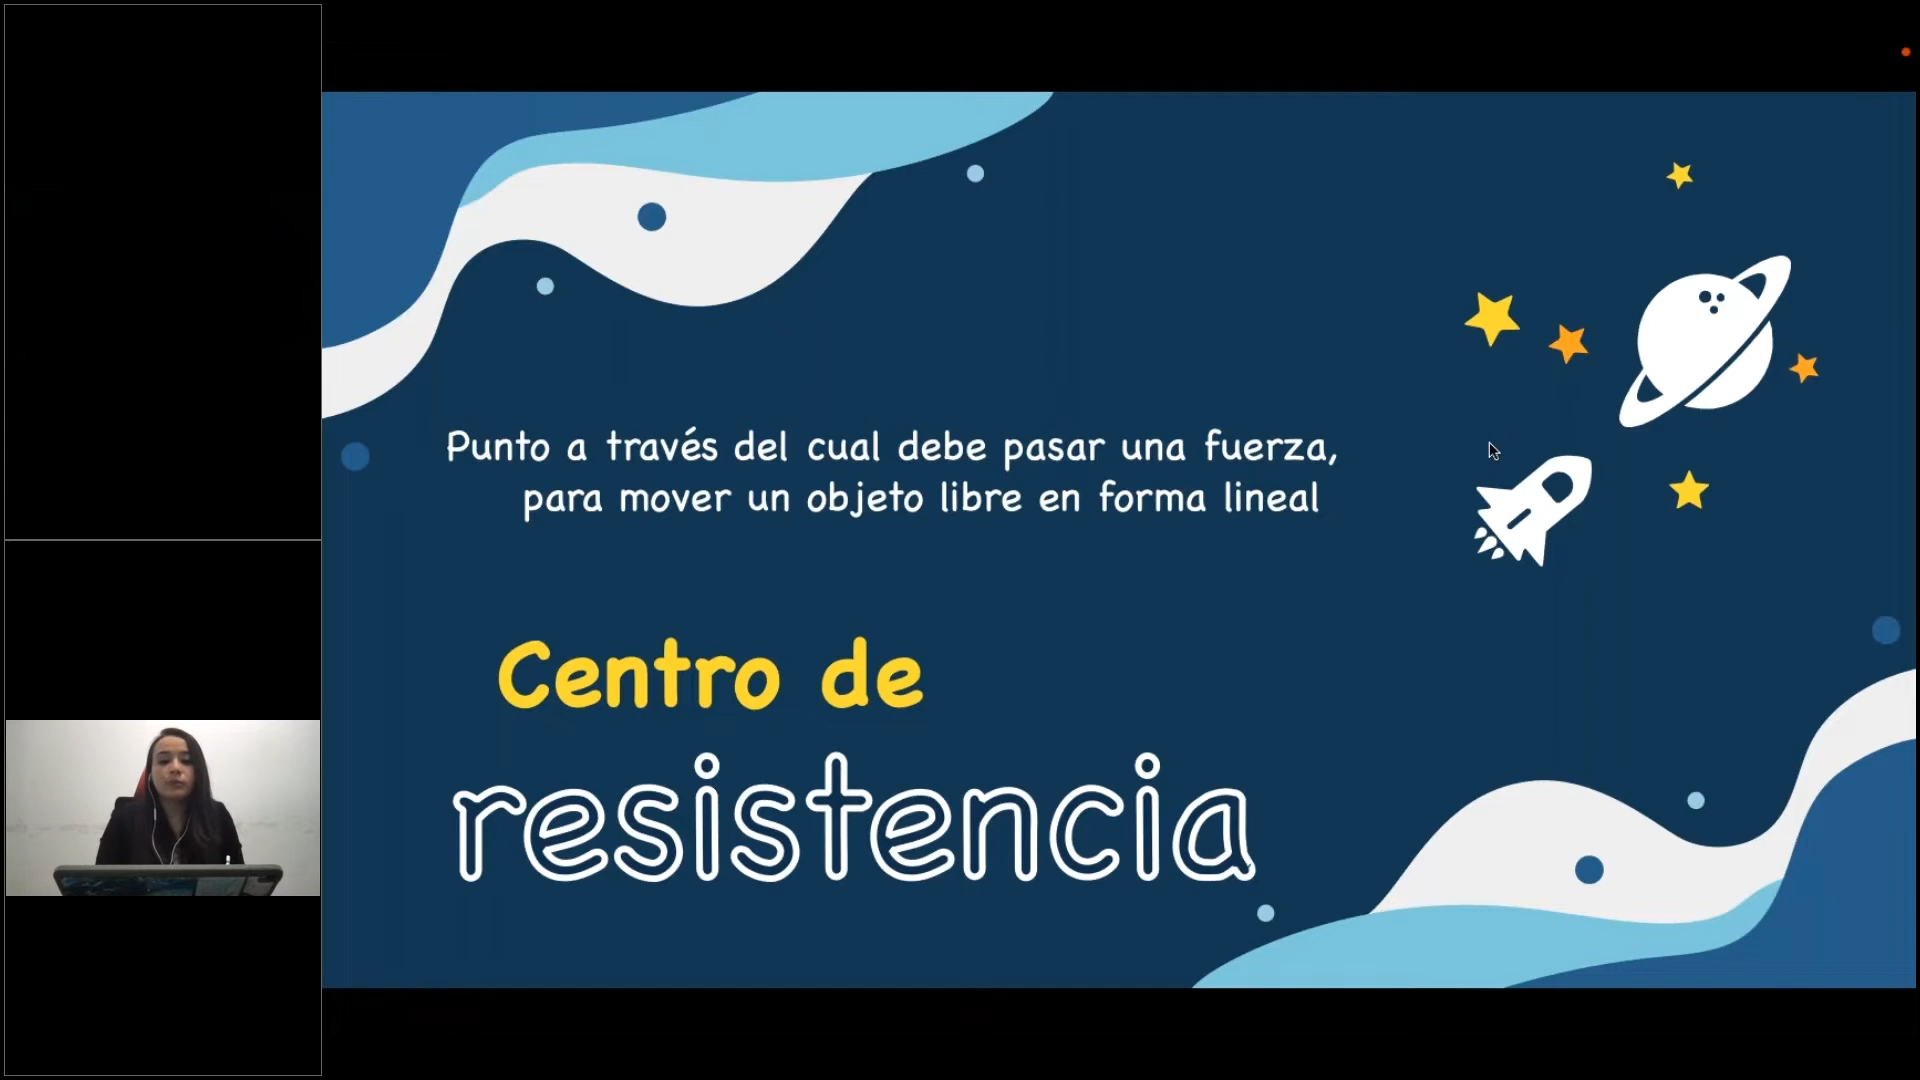 Punto a través del cual debe pasar una fuerza,
para mover un objeto libre en forma lineal
Centro de
resistencia